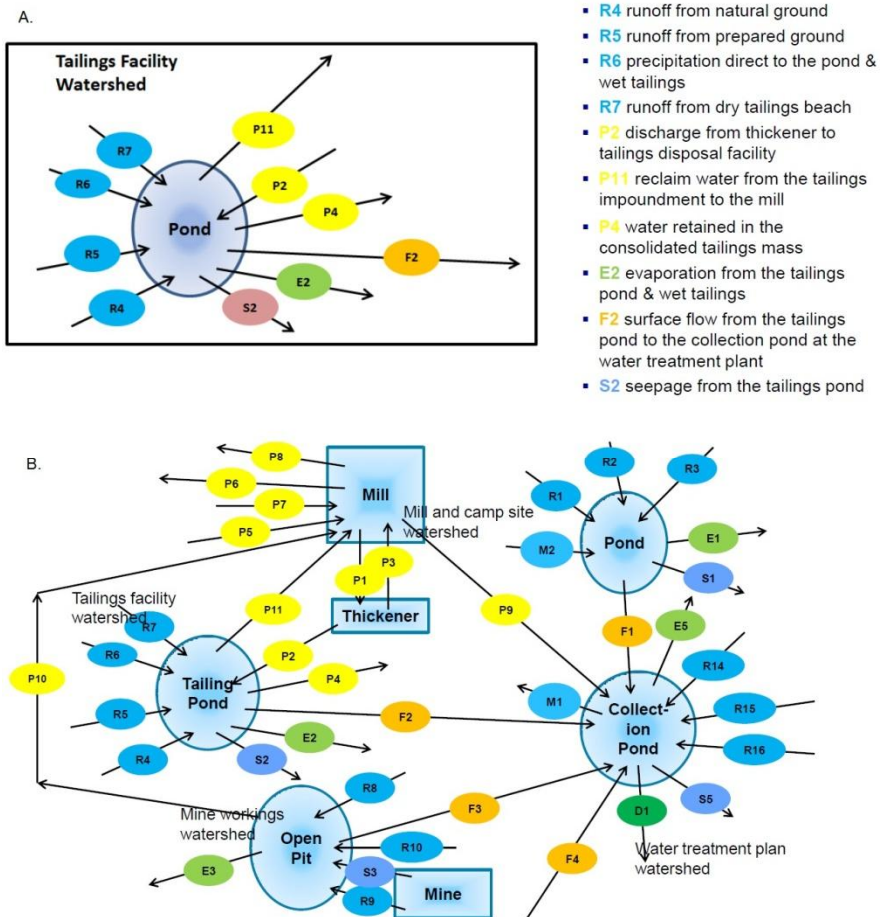 A.
Tailings Facility
Watershed
R7
P11
R6
P2
P4
Pond
R5
F2
E2
R4
S2
▪ R4 runoff from natural ground
▪ R5 runoff from prepared ground
▪ R6 precipitation direct to the pond &
wet tailings
▪ R7 runoff from dry tailings beach
▪ P2 discharge from thickener to
tailings disposal facility
▪ P11 reclaim water from the tailings
impoundment to the mill
▪ P4 water retained in the
consolidated tailings mass
▪ E2 evaporation from the tailings
pond & wet tailings
▪ F2 surface flow from the tailings
pond to the collection pond at the
water treatment plant
▪ S2 seepage from the tailings pond
B.
P8
P6
P7
P5
Mill
Mill and camp site
watershed
R2
R3
R1
Pond
M2
E1
S1
P1
P3
Thickener
P11
P9
F1
E5
Tailings facility
watershed
R7
R6
P2
P4
P10
Tailing
Pond
R5
F2
E2
R4
S2
R14
M1
Collect-
ion
Pond
R15
R16
S5
D1
Water treatment plan
watershed
Mine workings
watershed
R8
F3
Open
Pit
R10
E3
S3
R9
Mine
F4